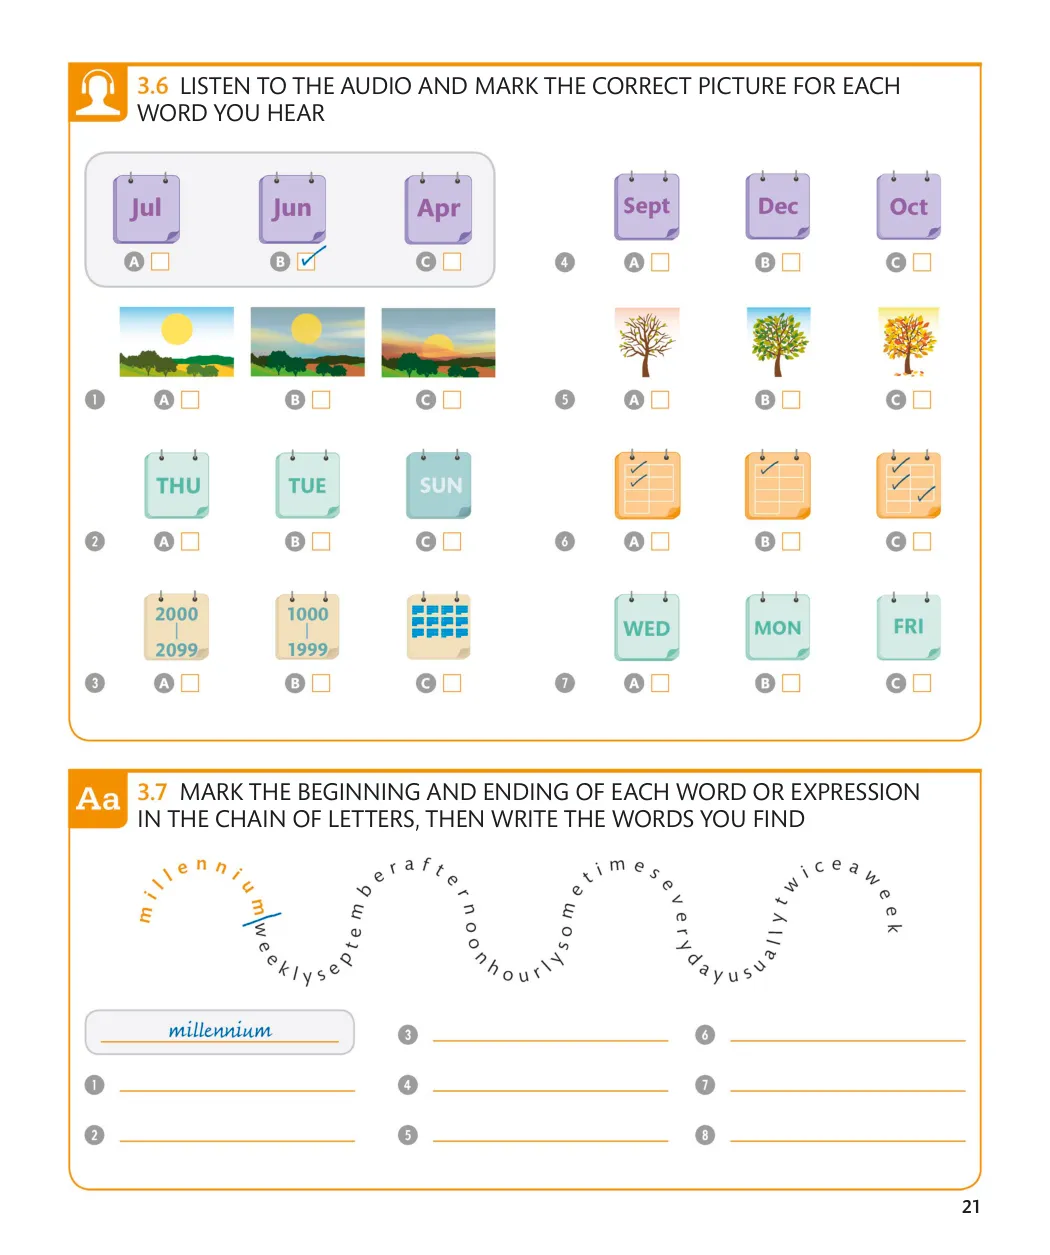 3.6 LISTEN TO THE AUDIO AND MARK THE CORRECT PICTURE FOR EACH
WORD YOU HEAR
Jul Jun Apr
A B C
Sept Dec Oct
4 A B C
1 A B C
5 A B C
THU TUE SUN
2 A B C
6 A B C
2000 | 2099
1000 | 1999
3 A B C
WED MON FRI
7 A B C
Aa
3.7 MARK THE BEGINNING AND ENDING OF EACH WORD OR EXPRESSION
IN THE CHAIN OF LETTERS, THEN WRITE THE WORDS YOU FIND
millenniumweeklyseptemberafternoonhourlysometimeseverydayusuallytwiceaweek
millennium
1
2
3
4
5
6
7
8
21